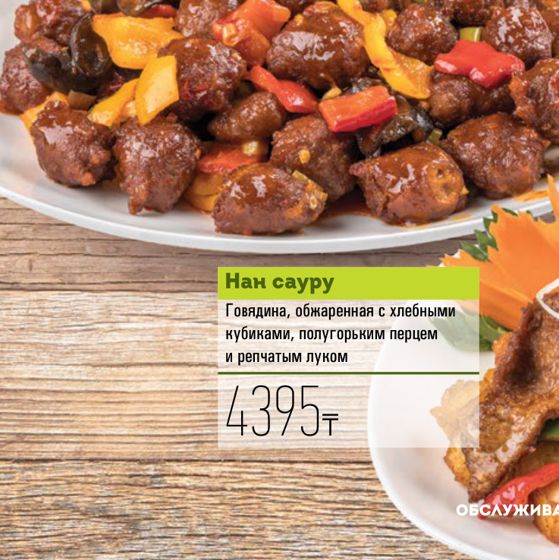 Нан сауру
Говядина, обжаренная с хлебными
кубиками, полугорьким перцем
и репчатым луком
4395₸
ОБСЛУЖИВА